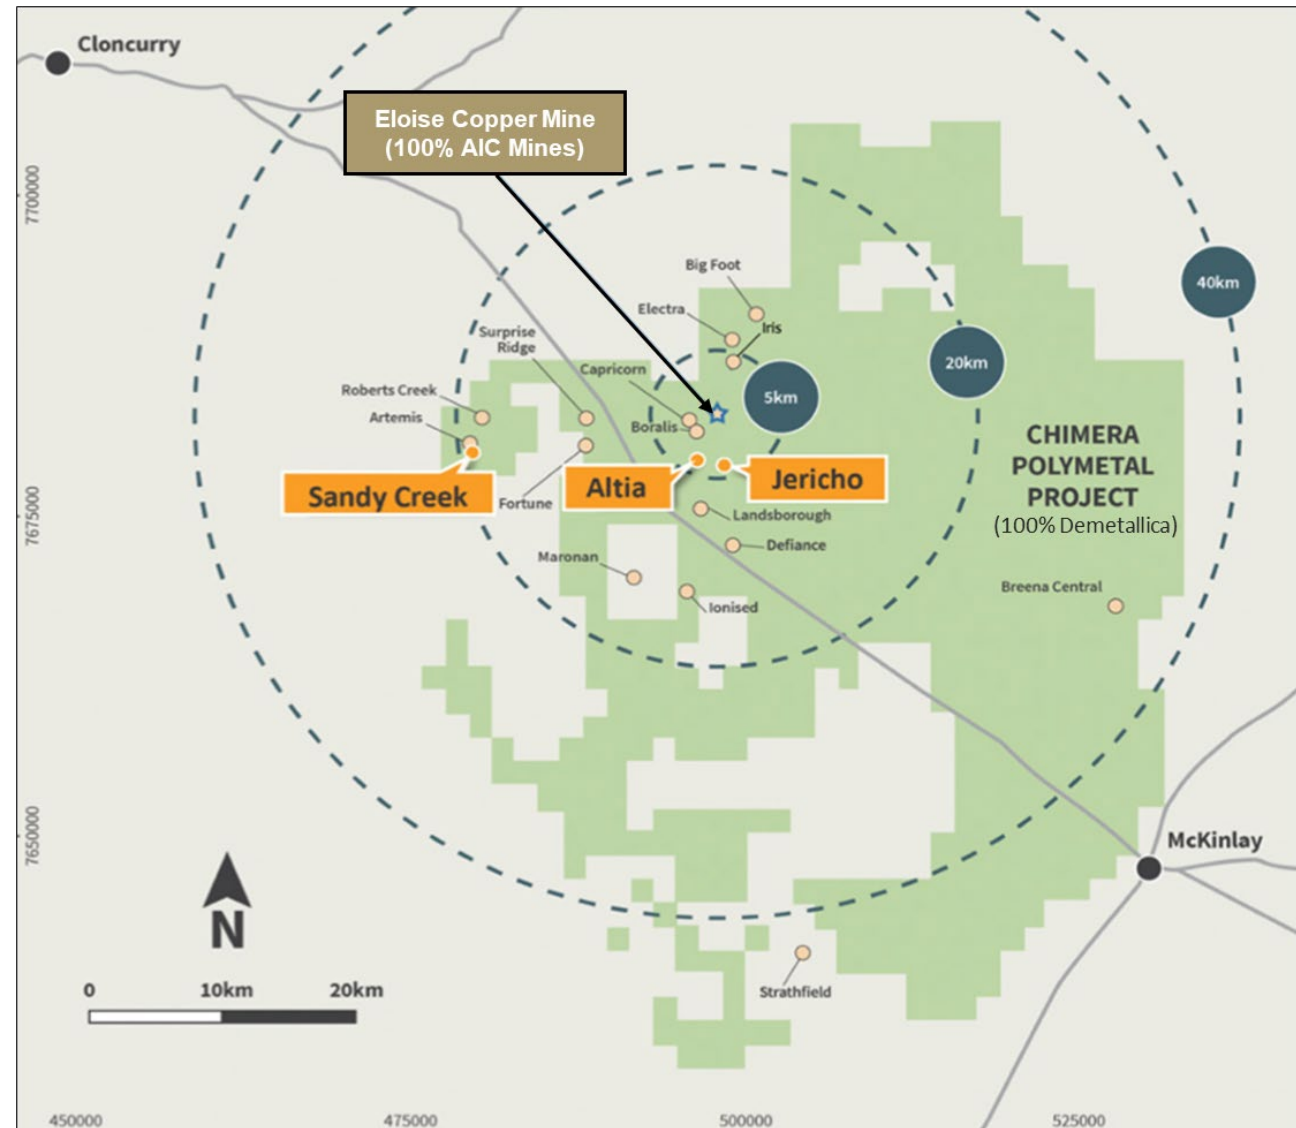 Cloncurry
Eloise Copper Mine
(100% AIC Mines)
7700000
Big Foot
40km
Electra
Iris
Surprise
Ridge
20km
Capricorn
5km
Roberts Creek
Artemis
Boralis
CHIMERA
POLYMETAL
PROJECT
(100% Demetallica)
Sandy Creek
Fortune
Altia
Jericho
Landsborough
7675000
Defiance
Maronan
Breena Central
Ionised
7650000
McKinlay
N
Strathfield
0 10km 20km
450000 475000 500000 525000